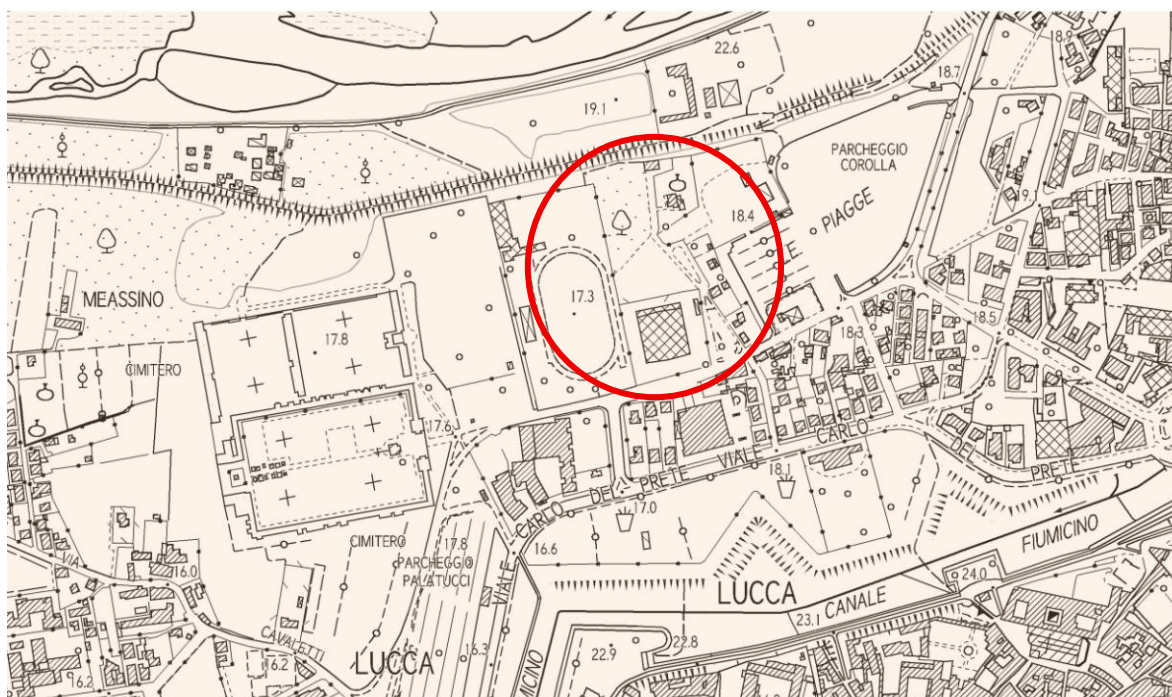 18.9
22.6
18.7
19.1
PARCHEGGIO
COROLLA
18.4
PIAGGE
MEASSINO
17.3
17.8
18.3
18.5
CIMITERO
17.6
CARLO
VIALE
DEL PRETE
CARLO
DEL
PRETE
18.1
17.0
CIMITERO
17.8
PARCHEGGIO
PALATUCCI
16.6
VIALE
FIUMICINO
VIA
16.0
LUCCA
24.0
CANALE
23.1
CAVALETTI
LUCCA
16.2
16.3
MICINO
22.8
22.9
16.2